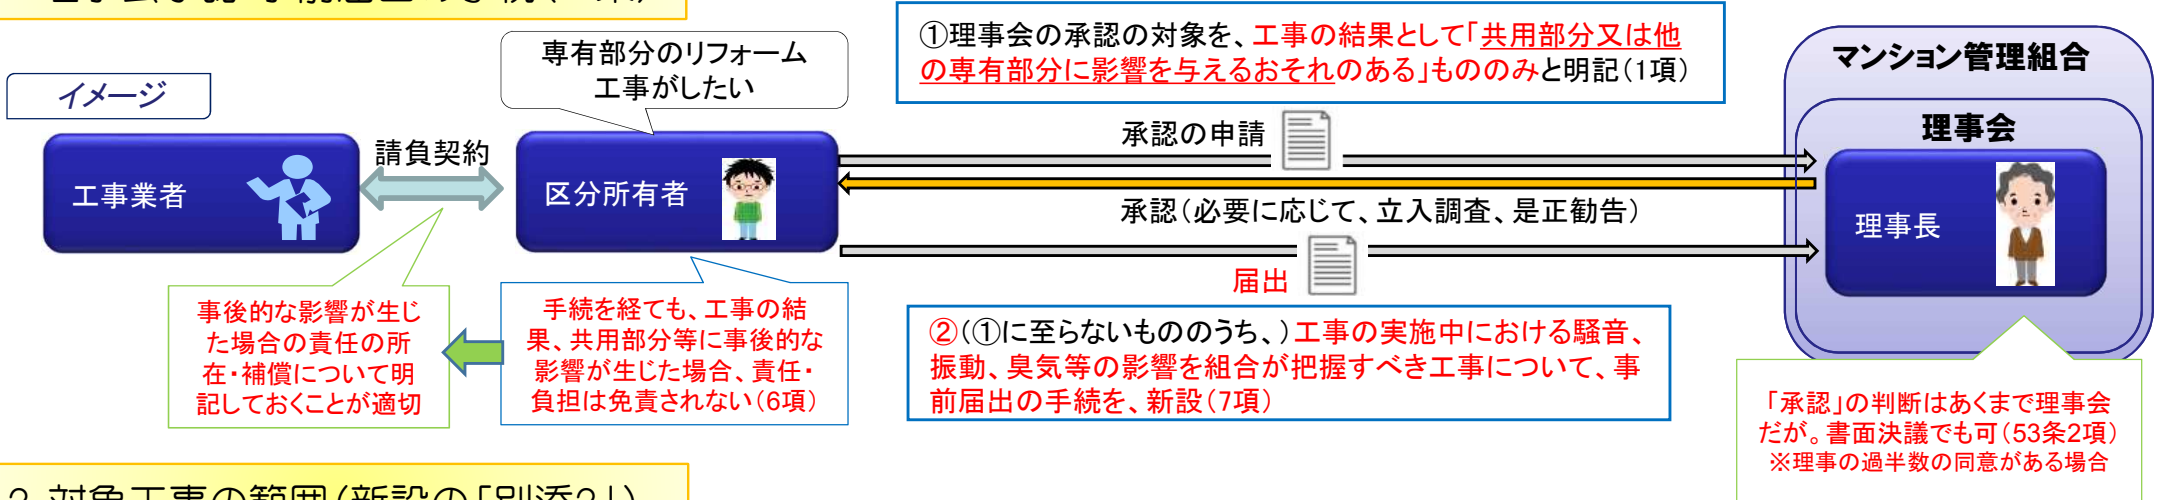 イメージ
専有部分のリフォーム
工事がしたい
①理事会の承認の対象を、工事の結果として「共用部分又は他
の専有部分に影響を与えるおそれのある」もののみと明記(1項)
マンション管理組合
理事会
理事長
工事業者
請負契約
区分所有者
承認の申請
承認(必要に応じて、立入調査、是正勧告)
届出
事後的な影響が生じ
た場合の責任の所
在・補償について明
記しておくことが適切
手続を経ても、工事の結
果、共用部分等に事後的な
影響が生じた場合、責任・
負担は免責されない(6項)
②(①に至らないもののうち、)工事の実施中における騒音、
振動、臭気等の影響を組合が把握すべき工事について、事
前届出の手続を、新設(7項)
「承認」の判断はあくまで理事会
だが。書面決議でも可(53条2項)
※理事の過半数の同意がある場合
2 対象工事の範囲(新設の「別添2」)